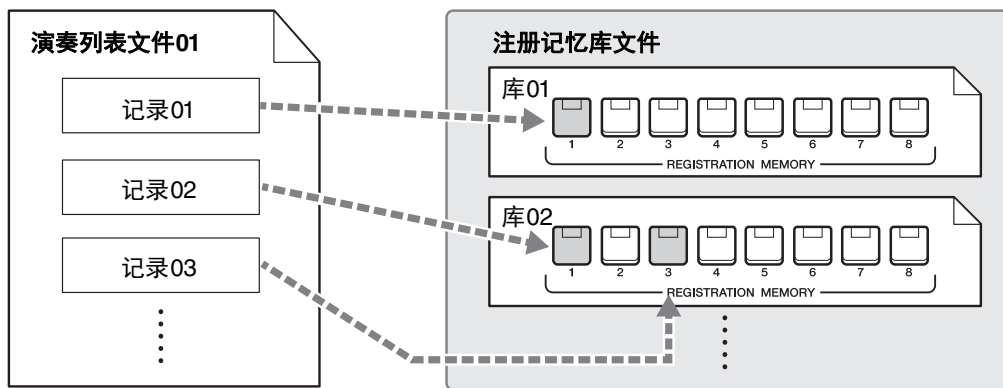 演奏列表文件01
记录01
记录02
记录03
注册记忆库文件
库01
1 2 3 4 5 6 7 8
REGISTRATION MEMORY
库02
1 2 3 4 5 6 7 8
REGISTRATION MEMORY